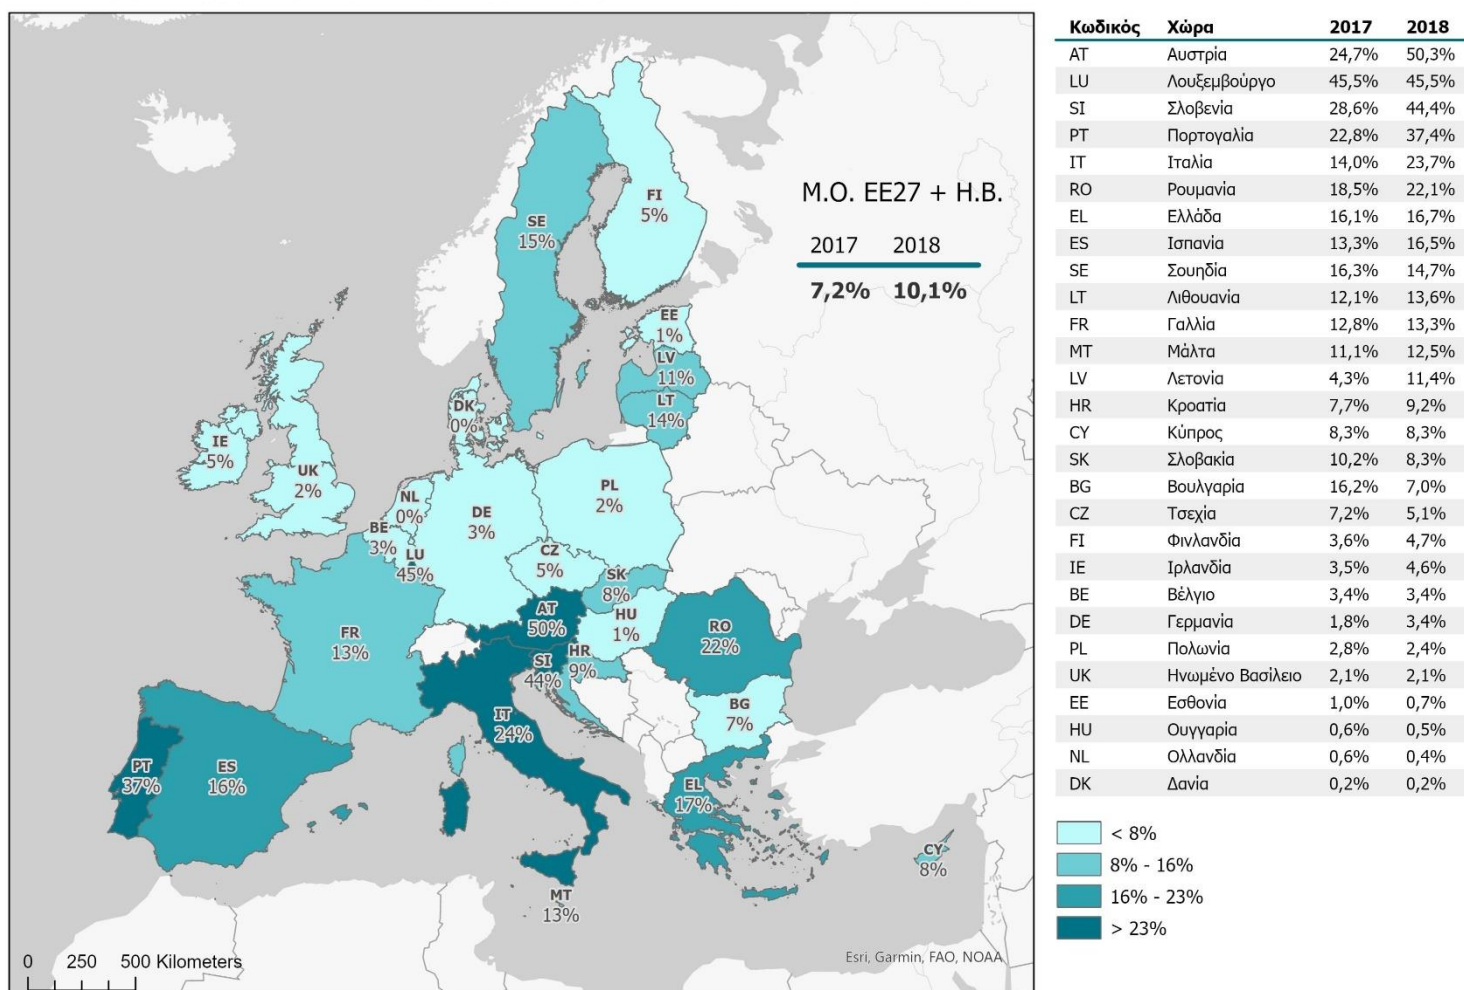 FI
5%
SE
15%
Μ.Ο. ΕΕ27 + Η.Β.
2017 2018
7,2% 10,1%
EE
1%
LV
11%
LT
14%
DK
0%
IE
5%
UK
2%
NL
0%
BE
3%
LU
45%
DE
3%
PL
2%
CZ
5%
SK
8%
AT
50%
HU
1%
RO
22%
FR
13%
SI
44%
HR
9%
IT
24%
BG
7%
PT
37%
ES
16%
EL
17%
CY
8%
MT
13%
0 250 500 Kilometers
Esri, Garmin, FAO, NOAA
Κωδικός Χώρα 2017 2018
AT Αυστρία 24,7% 50,3%
LU Λουξεμβούργο 45,5% 45,5%
SI Σλοβενία 28,6% 44,4%
PT Πορτογαλία 22,8% 37,4%
IT Ιταλία 14,0% 23,7%
RO Ρουμανία 18,5% 22,1%
EL Ελλάδα 16,1% 16,7%
ES Ισπανία 13,3% 16,5%
SE Σουηδία 16,3% 14,7%
LT Λιθουανία 12,1% 13,6%
FR Γαλλία 12,8% 13,3%
MT Μάλτα 11,1% 12,5%
LV Λετονία 4,3% 11,4%
HR Κροατία 7,7% 9,2%
CY Κύπρος 8,3% 8,3%
SK Σλοβακία 10,2% 8,3%
BG Βουλγαρία 16,2% 7,0%
CZ Τσεχία 7,2% 5,1%
FI Φινλανδία 3,6% 4,7%
IE Ιρλανδία 3,5% 4,6%
BE Βέλγιο 3,4% 3,4%
DE Γερμανία 1,8% 3,4%
PL Πολωνία 2,8% 2,4%
UK Ηνωμένο Βασίλειο 2,1% 2,1%
EE Εσθονία 1,0% 0,7%
HU Ουγγαρία 0,6% 0,5%
NL Ολλανδία 0,6% 0,4%
DK Δανία 0,2% 0,2%
< 8%
8% - 16%
16% - 23%
> 23%